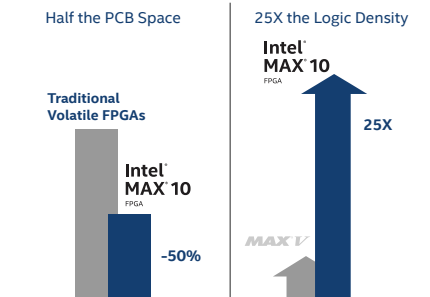 Half the PCB Space
Traditional
Volatile FPGAs
Intel®
MAX® 10
FPGA
-50%
25X the Logic Density
Intel®
MAX® 10
FPGA
25X
MAX V